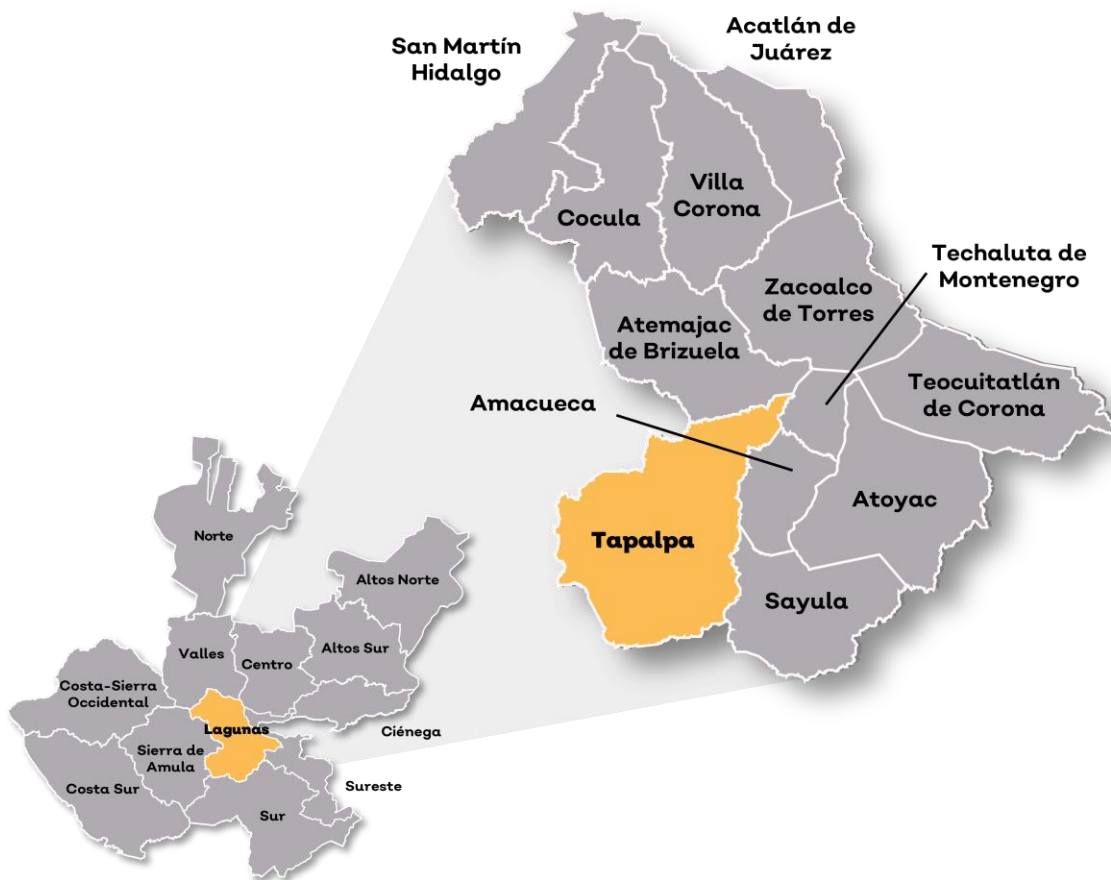 San Martín
Hidalgo
Acatlán de
Juárez
Villa
Corona
Cocula
Techaluta de
Montenegro
Zacoalco
de Torres
Atemajac
de Brizuela
Teocuitatlán
de Corona
Amacueca
Atoyac
Tapalpa
Sayula
Norte
Altos Norte
Altos Sur
Valles
Centro
Costa-Sierra
Occidental
Lagunas
Ciénega
Sierra de
Amula
Costa Sur
Sureste
Sur